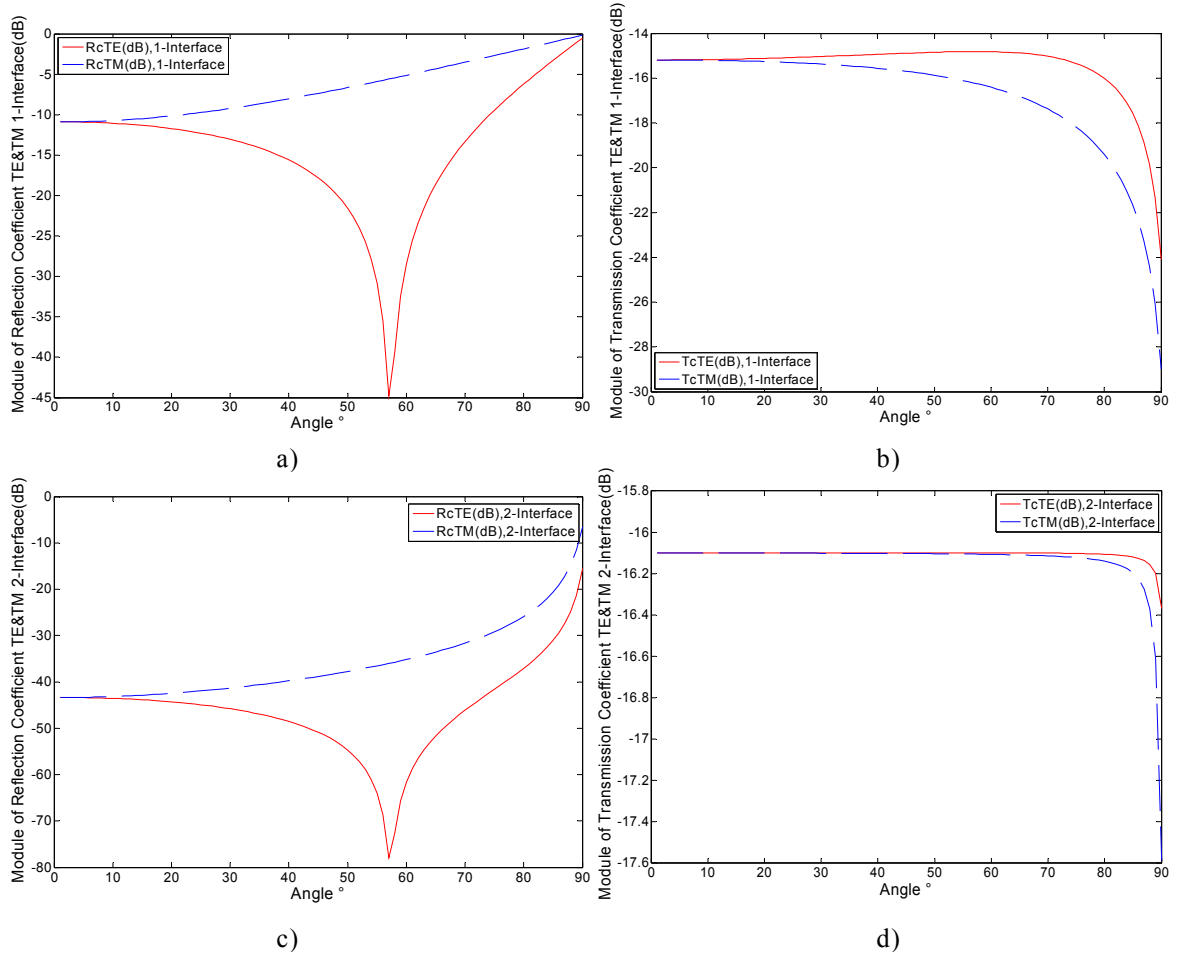 Module of Reflection Coefficient TE&TM 1-Interface(dB)
0
-5
-10
-15
-20
-25
-30
-35
-40
-45
RcTE(dB),1-Interface
RcTM(dB),1-Interface
0 10 20 30 40 50 60 70 80 90
Angle °
a)
Module of Transmission Coefficient TE&TM 1-Interface(dB)
-14
-16
-18
-20
-22
-24
-26
-28
-30
TcTE(dB),1-Interface
TcTM(dB),1-Interface
0 10 20 30 40 50 60 70 80 90
Angle °
b)
Module of Reflection Coefficient TE&TM 2-Interface(dB)
0
-10
-20
-30
-40
-50
-60
-70
-80
RcTE(dB),2-Interface
RcTM(dB),2-Interface
0 10 20 30 40 50 60 70 80 90
Angle °
c)
Module of Transmission Coefficient TE&TM 2-Interface(dB)
-15.8
-16
-16.2
-16.4
-16.6
-16.8
-17
-17.2
-17.4
-17.6
TcTE(dB),2-Interface
TcTM(dB),2-Interface
0 10 20 30 40 50 60 70 80 90
Angle °
d)